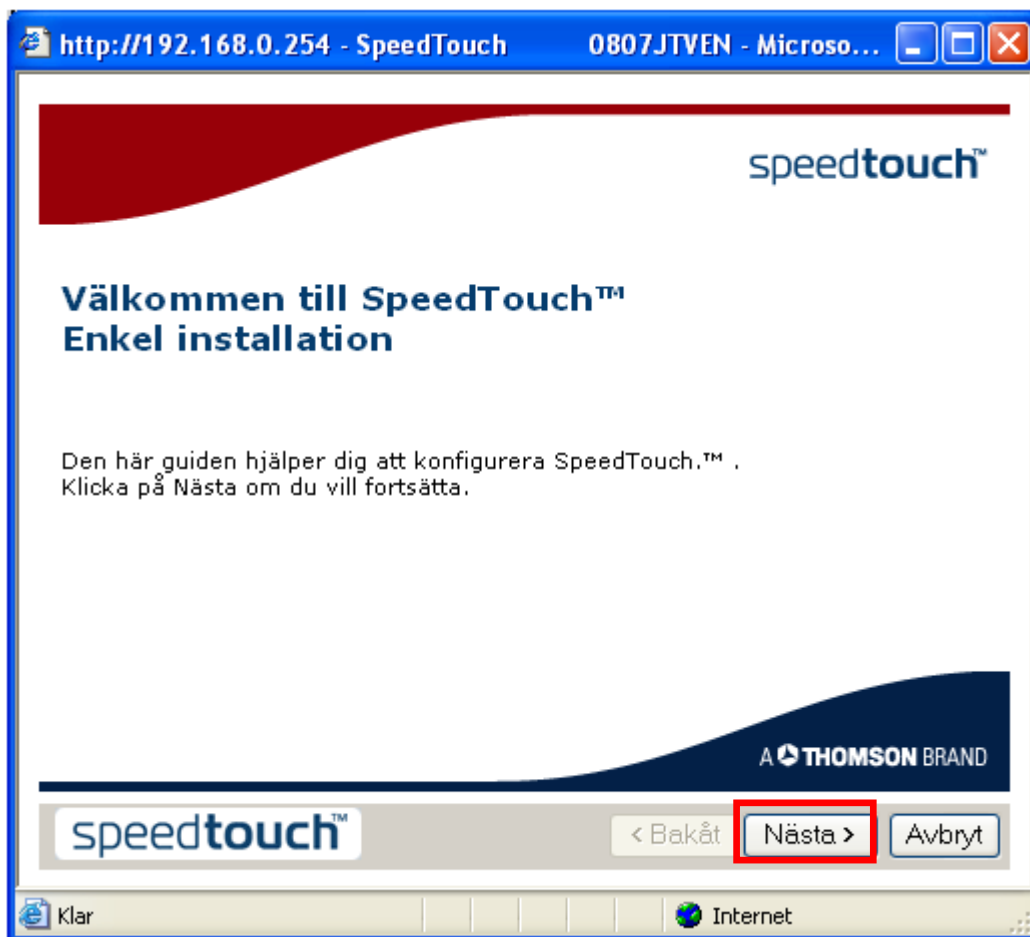 http://192.168.0.254 - SpeedTouch 0807JTVEN - Microso...
speedtouch™
Välkommen till SpeedTouch™
Enkel installation
Den här guiden hjälper dig att konfigurera SpeedTouch.™ .
Klicka på Nästa om du vill fortsätta.
A THOMSON BRAND
speedtouch™
< Bakåt Nästa > Avbryt
Klar Internet